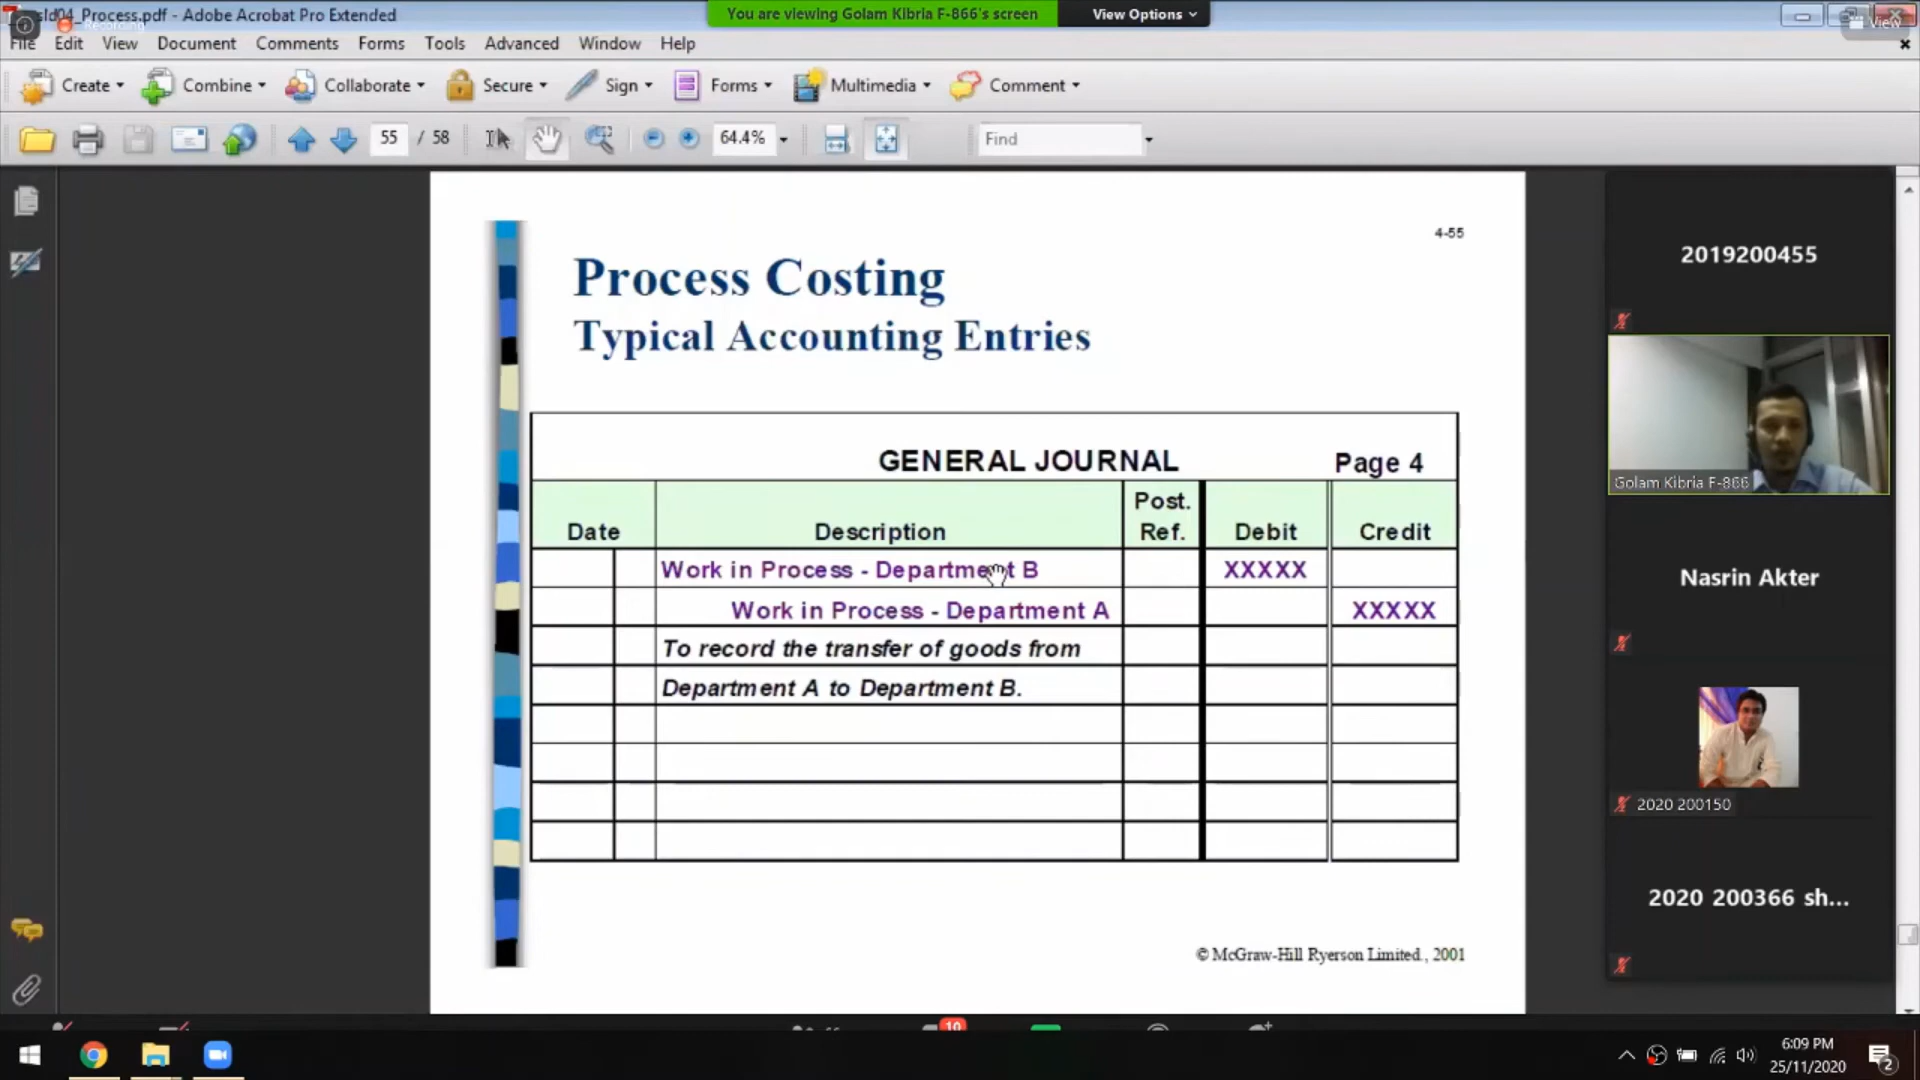 sld04_Process.pdf - Adobe Acrobat Pro Extended
Recording
You are viewing Golam Kibria F-866's screen
View Options
View
File Edit View Document Comments Forms Tools Advanced Window Help
Create Combine Collaborate Secure Sign Forms Multimedia Comment
55 / 58 64.4% Find
4-55
Process Costing
Typical Accounting Entries
GENERAL JOURNAL Page 4
Date Description Post. Ref. Debit Credit
Work in Process - Department B XXXXX
Work in Process - Department A XXXXX
To record the transfer of goods from
Department A to Department B.
© McGraw-Hill Ryerson Limited., 2001
2019200455
Golam Kibria F-866
Nasrin Akter
2020 200150
2020 200366 sh...
10
6:09 PM
25/11/2020
2